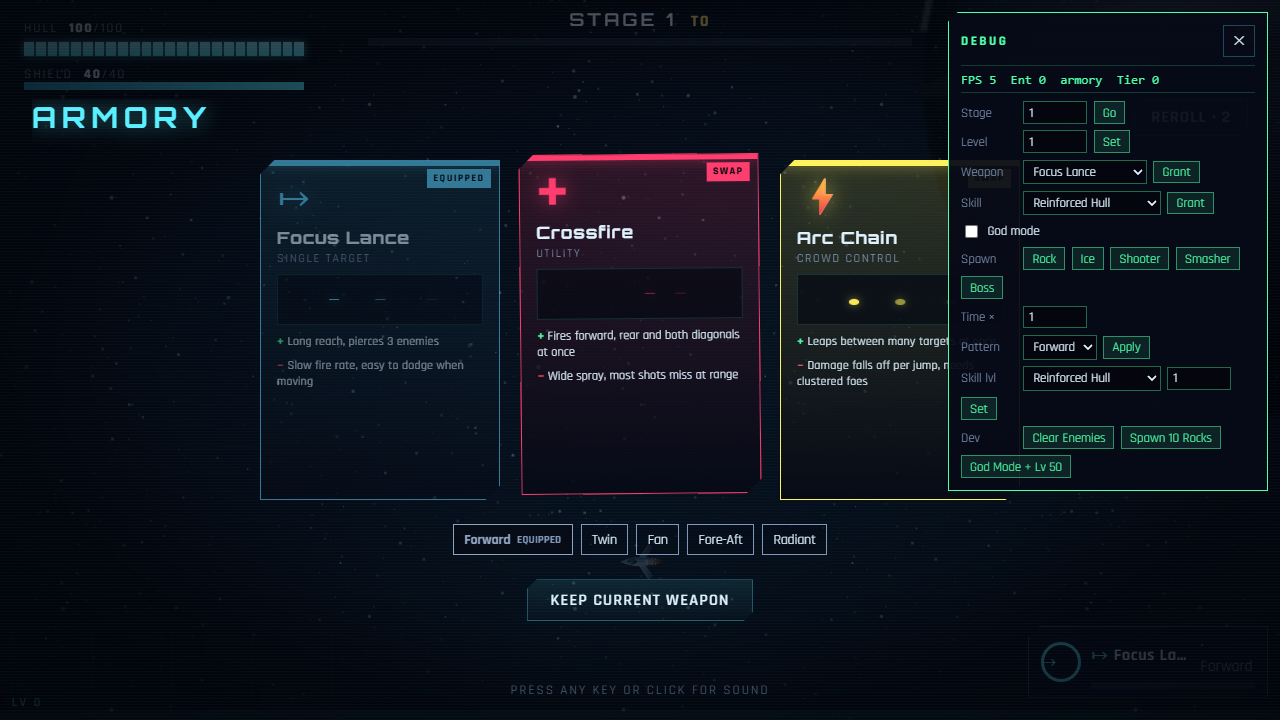 HULL 100/100
STAGE 1 TO
SHIELD 40/40
ARMORY
REROLL · 2
EQUIPPED
Focus Lance
SINGLE TARGET
+ Long reach, pierces 3 enemies
− Slow fire rate, easy to dodge when
moving
SWAP
Crossfire
UTILITY
+ Fires forward, rear and both diagonals
at once
− Wide spray, most shots miss at range
Arc Chain
CROWD CONTROL
+ Leaps between many target
− Damage falls off per jump,
clustered foes
Forward EQUIPPED
Twin
Fan
Fore-Aft
Radiant
KEEP CURRENT WEAPON
PRESS ANY KEY OR CLICK FOR SOUND
LV 0
Focus La...
Forward
DEBUG
×
FPS 5 Ent 0 armory Tier 0
Stage 1 Go
Level 1 Set
Weapon Focus Lance Grant
Skill Reinforced Hull Grant
God mode
Spawn Rock Ice Shooter Smasher
Boss
Time × 1
Pattern Forward Apply
Skill lvl Reinforced Hull 1
Set
Dev Clear Enemies Spawn 10 Rocks
God Mode + Lv 50